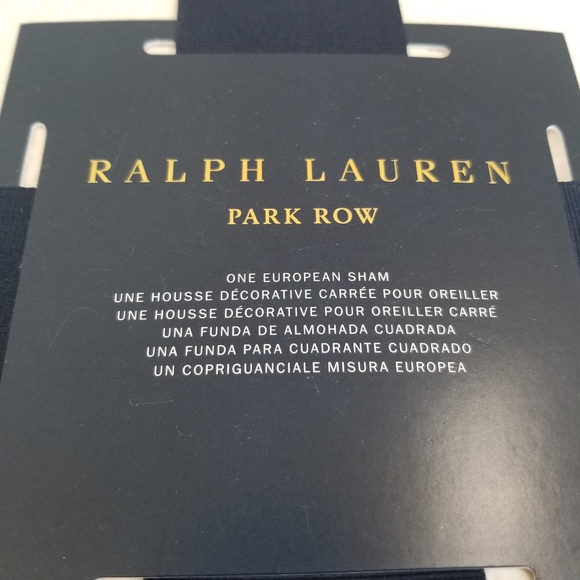 RALPH LAUREN
PARK ROW
ONE EUROPEAN SHAM
UNE HOUSSE DÉCORATIVE CARRÉE POUR OREILLER
UNE HOUSSE DÉCORATIVE POUR OREILLER CARRÉ
UNA FUNDA DE ALMOHADA CUADRADA
UNA FUNDA PARA CUADRANTE CUADRADO
UN COPRIGUANCIALE MISURA EUROPEA